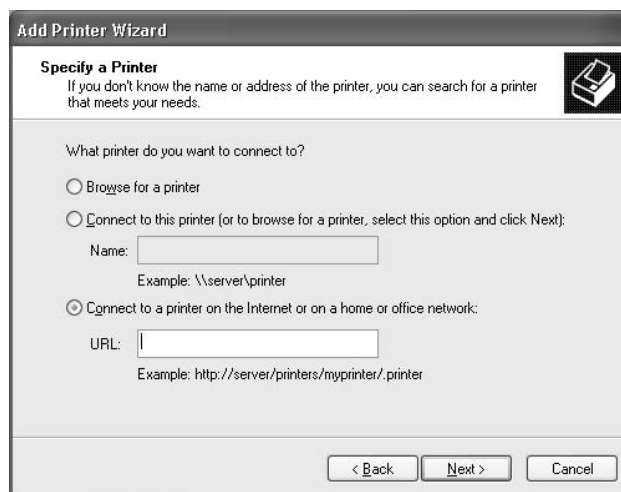 Add Printer Wizard
Specify a Printer
If you don't know the name or address of the printer, you can search for a printer
that meets your needs.
What printer do you want to connect to?
Browse for a printer
Connect to this printer (or to browse for a printer, select this option and click Next):
Name:
Example: \\server\printer
Connect to a printer on the Internet or on a home or office network:
URL:
Example: http://server/printers/myprinter/.printer
< Back Next > Cancel